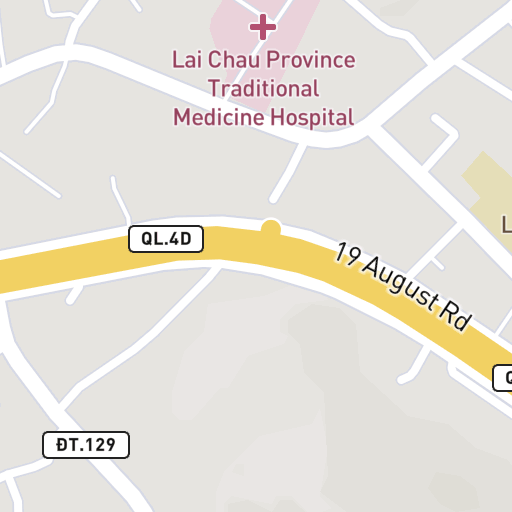 Lai Chau Province
Traditional
Medicine Hospital
QL.4D
19 August Rd
ĐT.129